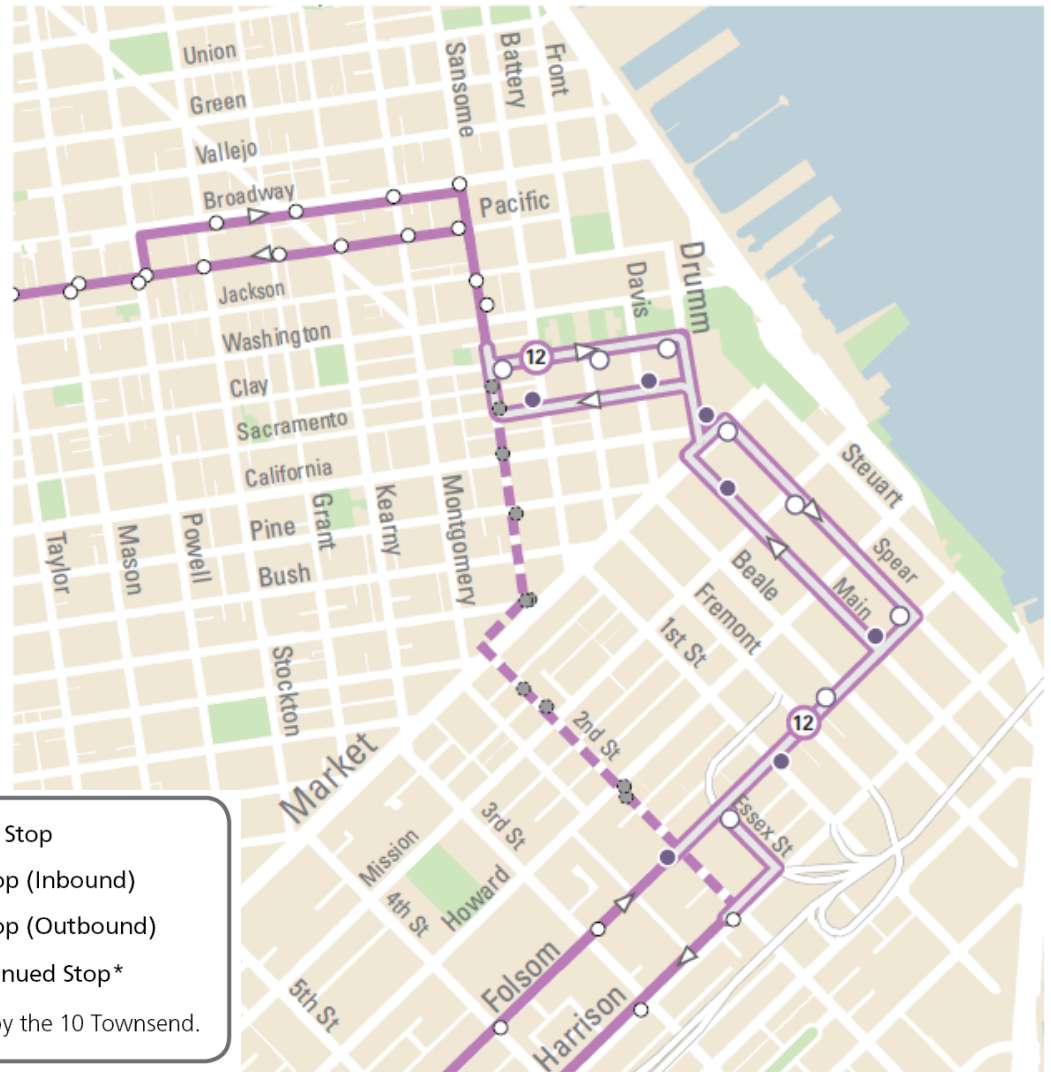 Union
Green
Vallejo
Broadway
Sansome
Battery
Front
Pacific
Jackson
Washington
Clay
Sacramento
California
Pine
Bush
Davis
Drumm
12
Taylor
Mason
Powell
Grant
Kearny
Montgomery
Stockton
Market
Steuart
Spear
Main
Beale
Fremont
1st St
2nd St
12
Essex St
3rd St
Mission
4th St
Howard
5th St
Folsom
Harrison
Stop
op (Inbound)
op (Outbound)
nued Stop*
by the 10 Townsend.